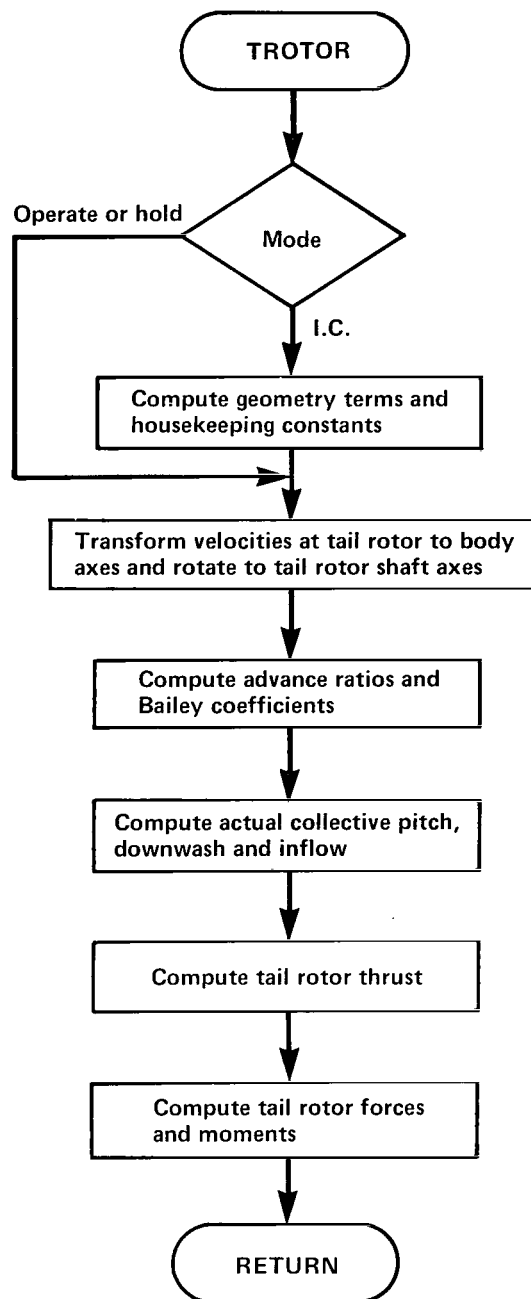 TROTOR
Operate or hold
Mode
I.C.
Compute geometry terms and
housekeeping constants
Transform velocities at tail rotor to body
axes and rotate to tail rotor shaft axes
Compute advance ratios and
Bailey coefficients
Compute actual collective pitch,
downwash and inflow
Compute tail rotor thrust
Compute tail rotor forces
and moments
RETURN